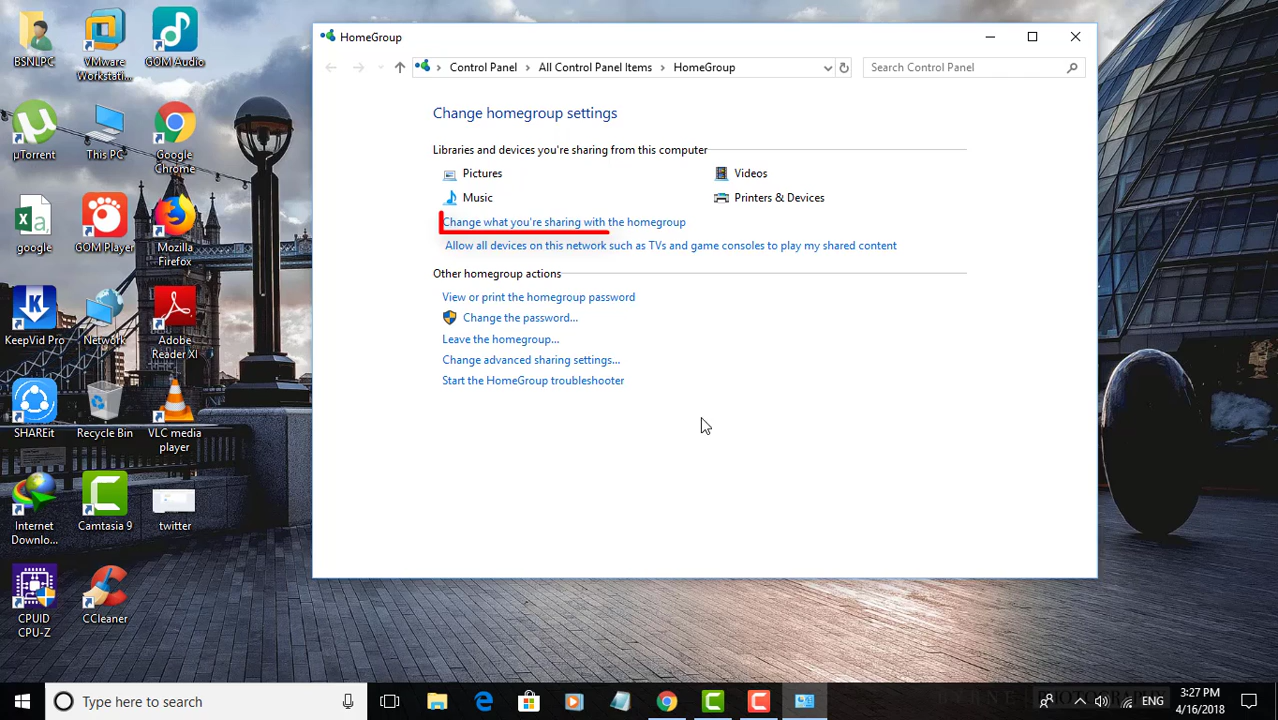 BSNLPC
VMware
Workstati...
GOM Audio
µTorrent
This PC
Google
Chrome
google
GOM Player
Mozilla
Firefox
KeepVid Pro
Network
Adobe
Reader XI
SHAREit
Recycle Bin
VLC media
player
Internet
Downlo...
Camtasia 9
twitter
CPUID
CPU-Z
CCleaner
HomeGroup
Control Panel > All Control Panel Items > HomeGroup
Search Control Panel
Change homegroup settings
Libraries and devices you're sharing from this computer
Pictures
Videos
Music
Printers & Devices
Change what you're sharing with the homegroup
Allow all devices on this network such as TVs and game consoles to play my shared content
Other homegroup actions
View or print the homegroup password
Change the password...
Leave the homegroup...
Change advanced sharing settings...
Start the HomeGroup troubleshooter
Type here to search
ENG
3:27 PM
4/16/2018